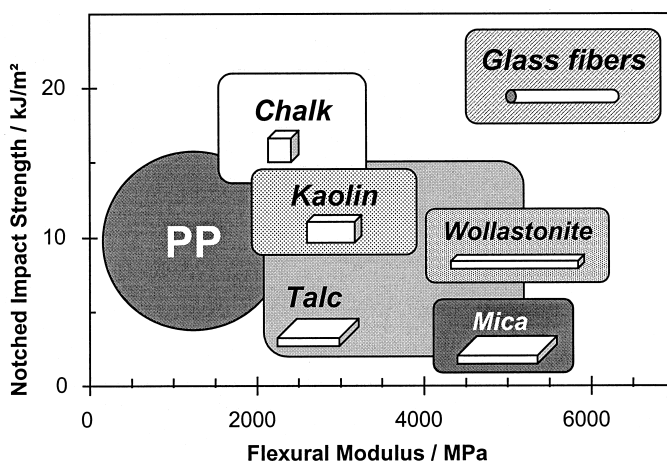 Notched Impact Strength / kJ/m²
20
10
0
Glass fibers
Chalk
Kaolin
PP
Wollastonite
Talc
Mica
0
2000
4000
6000
Flexural Modulus / MPa